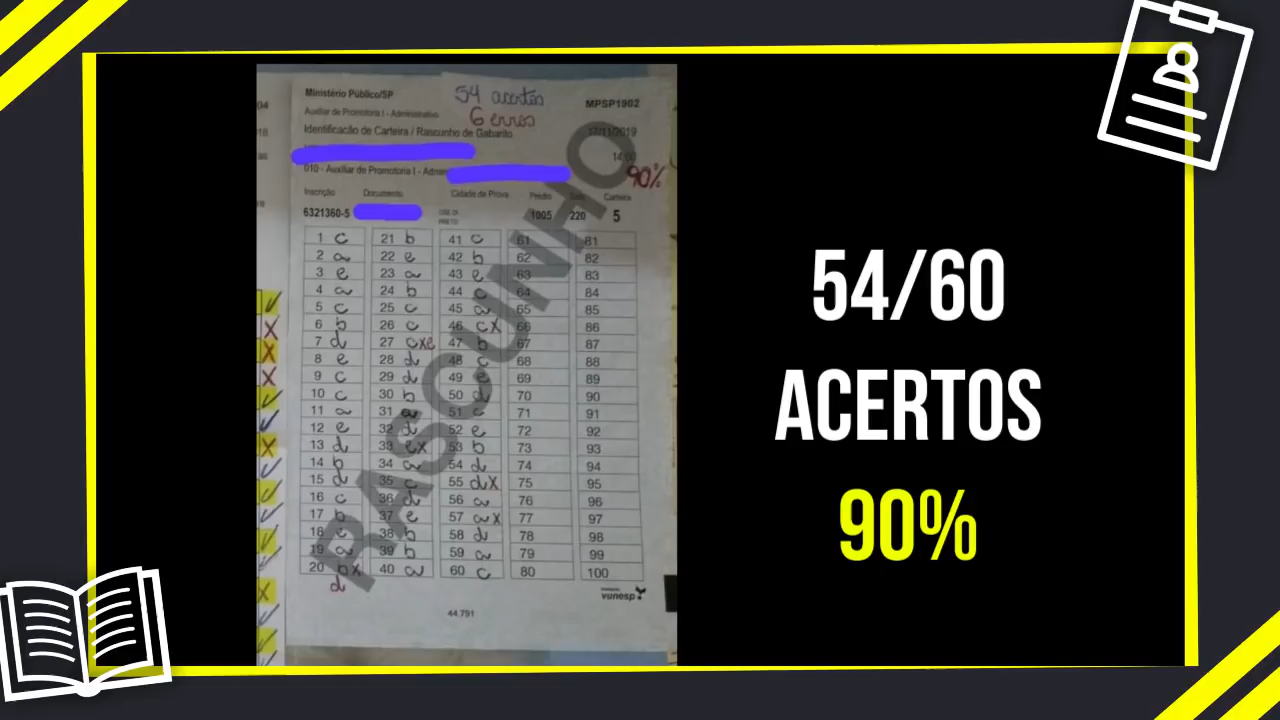 Ministério Público/SP
54 acertos
MPSP1902
Auxiliar de Promotoria I - Administrativo
6 erros
Identificação de Carteira / Rascunho de Gabarito
17/11/2019
90%
010 - Auxiliar de Promotoria I -
Inscrição Documento Cidade de Prova Prédio Sala Carteira
6321360-5 1005 220 5
1 c 21 b 41 c 61 81
2 a 22 e 42 b 62 82
3 e 23 a 43 e 63 83
4 a 24 b 44 c 64 84
5 c 25 c 45 a 65 85
6 b 26 c 46 c x 66 86
7 d 27 c x e 47 b 67 87
8 e 28 d 48 c 68 88
9 c 29 d 49 e 69 89
10 c 30 b 50 d 70 90
11 a 31 a 51 c 71 91
12 e 32 d 52 e 72 92
13 d 33 e x 53 b 73 93
14 b 34 a 54 d 74 94
15 d 35 c 55 d x 75 95
16 c 36 d 56 a 76 96
17 b 37 e 57 a x 77 97
18 c 38 b 58 d 78 98
19 a 39 b 59 a 79 99
20 b x 40 a 60 c 80 100
d
RASCUNHO
vunesp
44.791
54/60
ACERTOS
90%